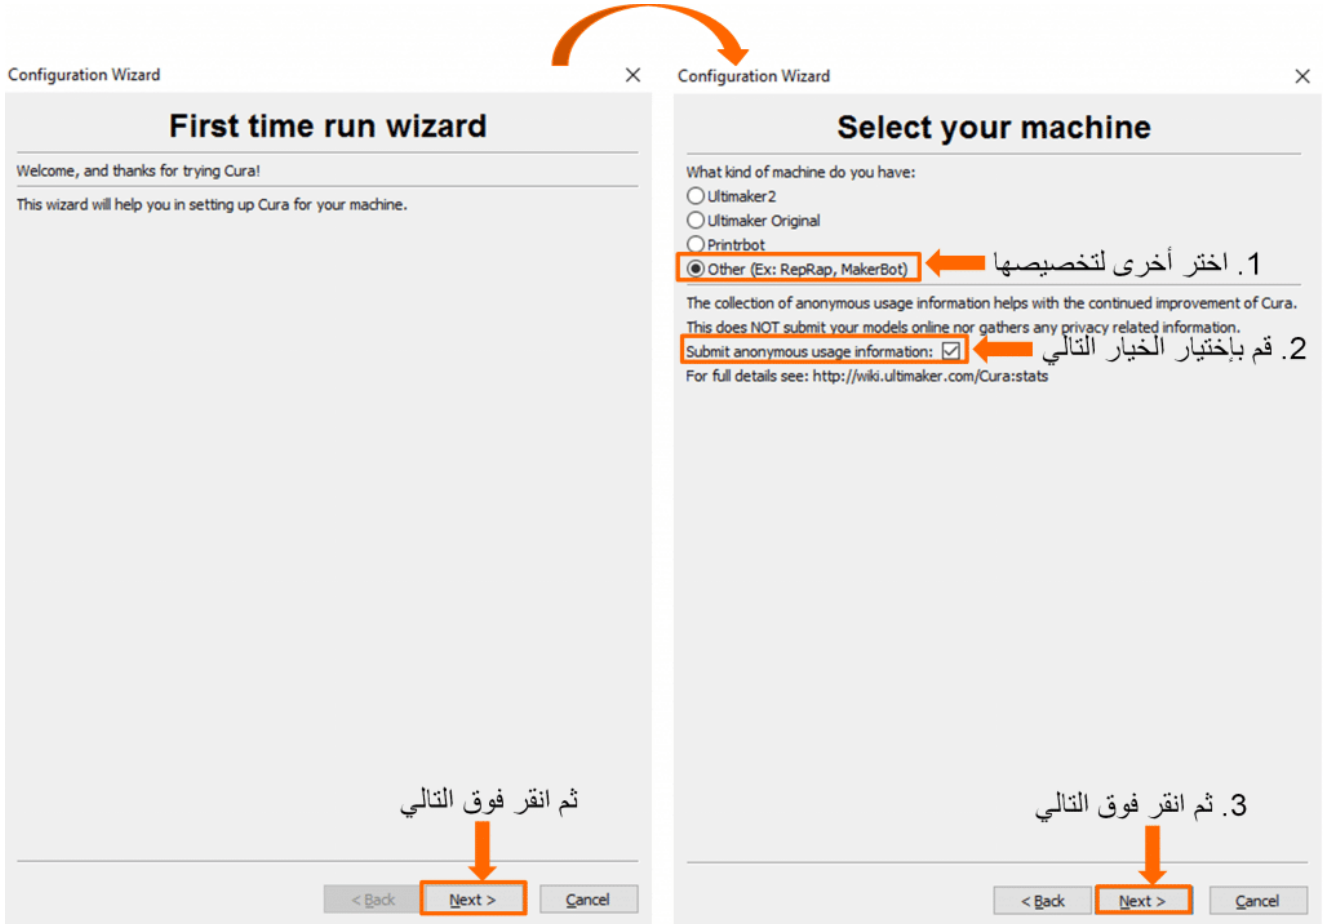 Configuration Wizard
First time run wizard
Welcome, and thanks for trying Cura!
This wizard will help you in setting up Cura for your machine.
ثم انقر فوق التالي
< Back
Next >
Cancel
Configuration Wizard
Select your machine
What kind of machine do you have:
Ultimaker2
Ultimaker Original
Printrbot
Other (Ex: RepRap, MakerBot)
1. اختر أخرى لتخصيصها
The collection of anonymous usage information helps with the continued improvement of Cura.
This does NOT submit your models online nor gathers any privacy related information.
Submit anonymous usage information:
2. قم بإختيار الخيار التالي
For full details see: http://wiki.ultimaker.com/Cura:stats
3. ثم انقر فوق التالي
< Back
Next >
Cancel